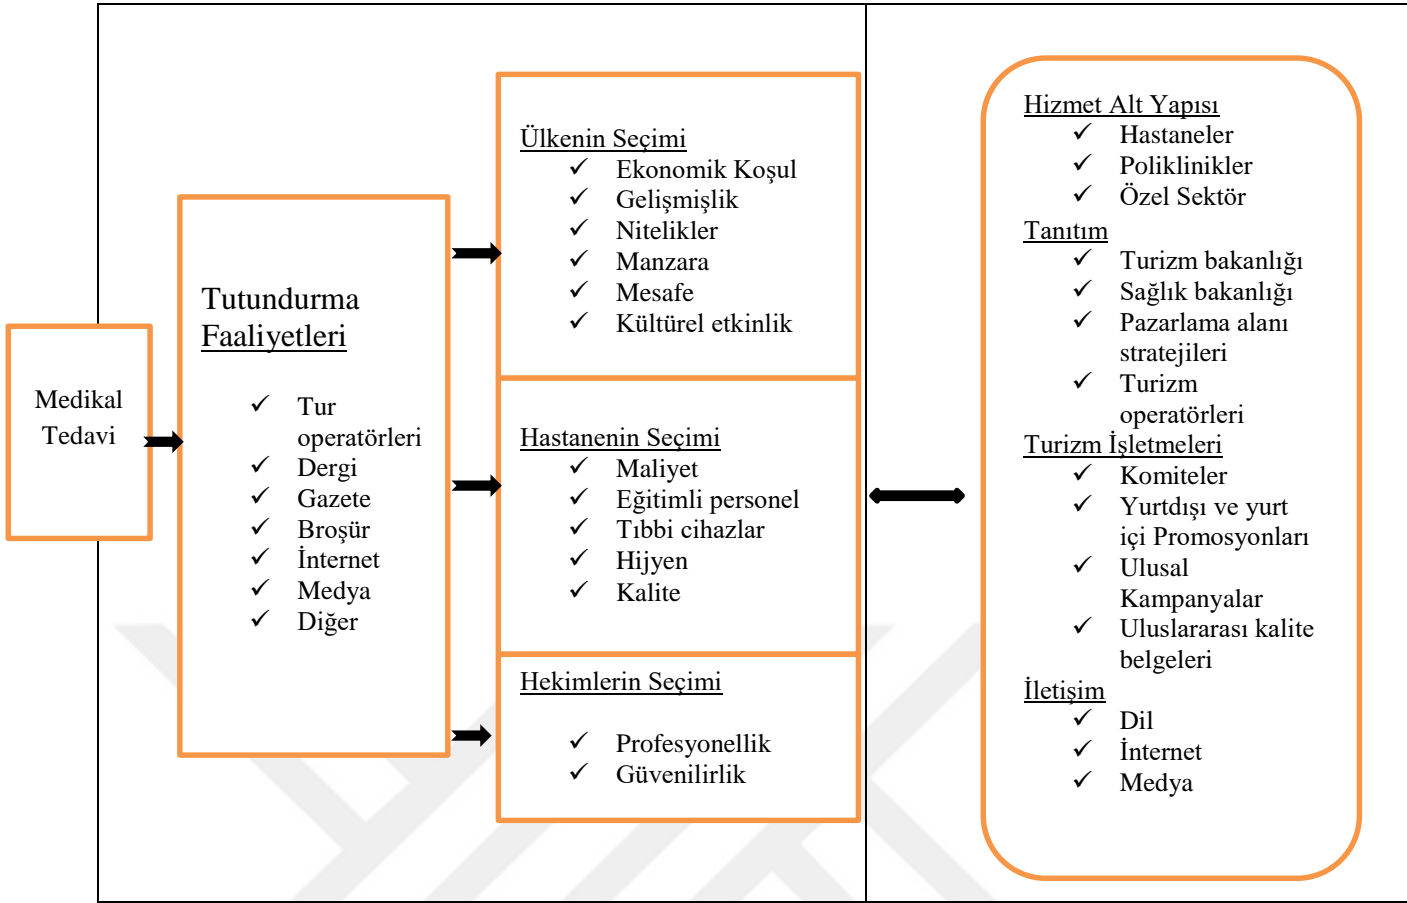 Medikal
Tedavi
Tutundurma
Faaliyetleri
✓ Tur
operatörleri
✓ Dergi
✓ Gazete
✓ Broşür
✓ İnternet
✓ Medya
✓ Diğer
Ülkenin Seçimi
✓ Ekonomik Koşul
✓ Gelişmişlik
✓ Nitelikler
✓ Manzara
✓ Mesafe
✓ Kültürel etkinlik
Hastanenin Seçimi
✓ Maliyet
✓ Eğitimli personel
✓ Tıbbi cihazlar
✓ Hijyen
✓ Kalite
Hekimlerin Seçimi
✓ Profesyonellik
✓ Güvenilirlik
Hizmet Alt Yapısı
✓ Hastaneler
✓ Poliklinikler
✓ Özel Sektör
Tanıtım
✓ Turizm bakanlığı
✓ Sağlık bakanlığı
✓ Pazarlama alanı
stratejileri
✓ Turizm
operatörleri
Turizm İşletmeleri
✓ Komiteler
✓ Yurtdışı ve yurt
içi Promosyonları
✓ Ulusal
Kampanyalar
✓ Uluslararası kalite
belgeleri
İletişim
✓ Dil
✓ İnternet
✓ Medya